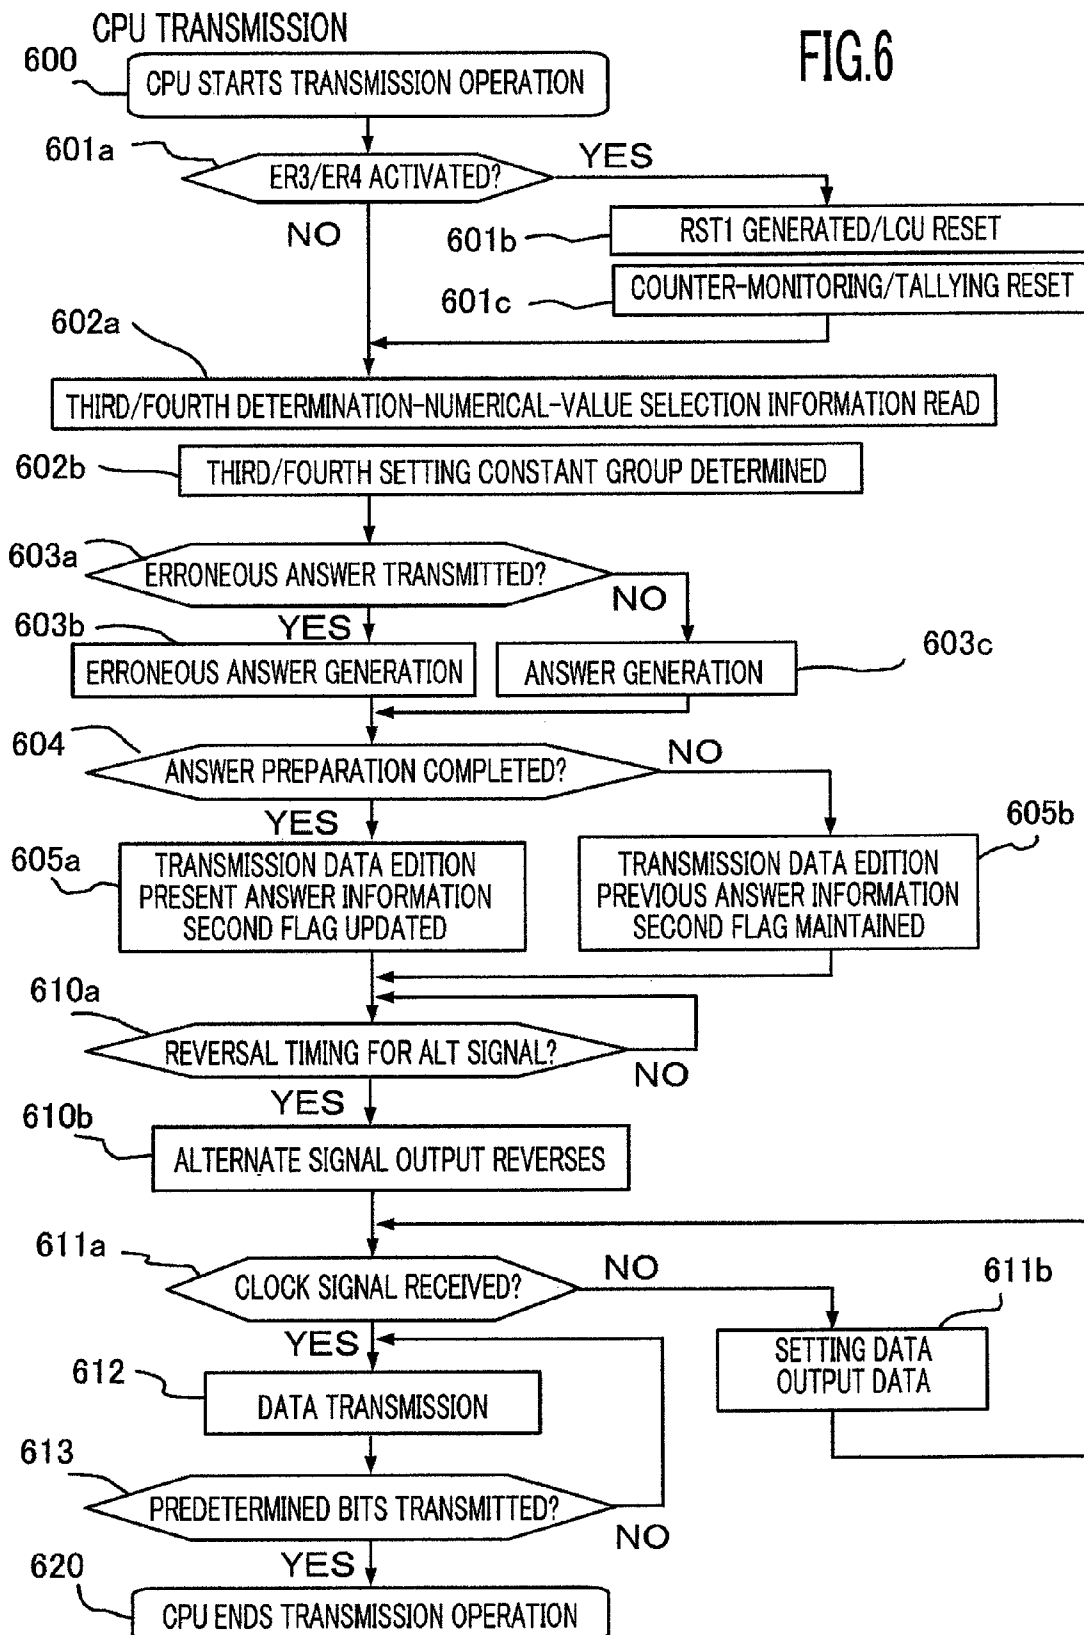 CPU TRANSMISSION
FIG.6
600
CPU STARTS TRANSMISSION OPERATION
601a
ER3/ER4 ACTIVATED?
YES
NO
601b
RST1 GENERATED/LCU RESET
601c
COUNTER-MONITORING/TALLYING RESET
602a
THIRD/FOURTH DETERMINATION-NUMERICAL-VALUE SELECTION INFORMATION READ
602b
THIRD/FOURTH SETTING CONSTANT GROUP DETERMINED
603a
ERRONEOUS ANSWER TRANSMITTED?
NO
YES
603b
ERRONEOUS ANSWER GENERATION
ANSWER GENERATION
603c
604
ANSWER PREPARATION COMPLETED?
NO
YES
605a
TRANSMISSION DATA EDITION
PRESENT ANSWER INFORMATION
SECOND FLAG UPDATED
605b
TRANSMISSION DATA EDITION
PREVIOUS ANSWER INFORMATION
SECOND FLAG MAINTAINED
610a
REVERSAL TIMING FOR ALT SIGNAL?
NO
YES
610b
ALTERNATE SIGNAL OUTPUT REVERSES
611a
CLOCK SIGNAL RECEIVED?
NO
YES
611b
SETTING DATA
OUTPUT DATA
612
DATA TRANSMISSION
613
PREDETERMINED BITS TRANSMITTED?
NO
YES
620
CPU ENDS TRANSMISSION OPERATION